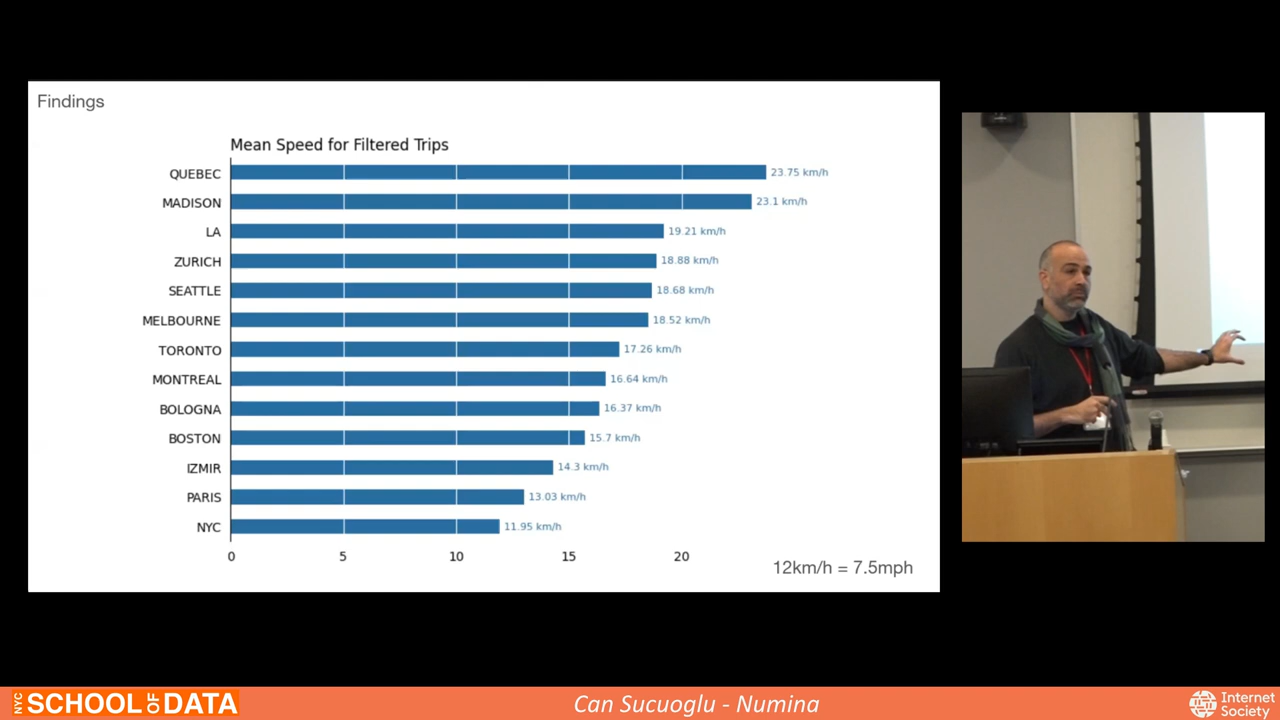 Findings
Mean Speed for Filtered Trips
QUEBEC 23.75 km/h
MADISON 23.1 km/h
LA 19.21 km/h
ZURICH 18.88 km/h
SEATTLE 18.68 km/h
MELBOURNE 18.52 km/h
TORONTO 17.26 km/h
MONTREAL 16.64 km/h
BOLOGNA 16.37 km/h
BOSTON 15.7 km/h
IZMIR 14.3 km/h
PARIS 13.03 km/h
NYC 11.95 km/h
0 5 10 15 20
12km/h = 7.5mph
NYC SCHOOL OF DATA
Can Sucuoglu - Numina
Internet
Society